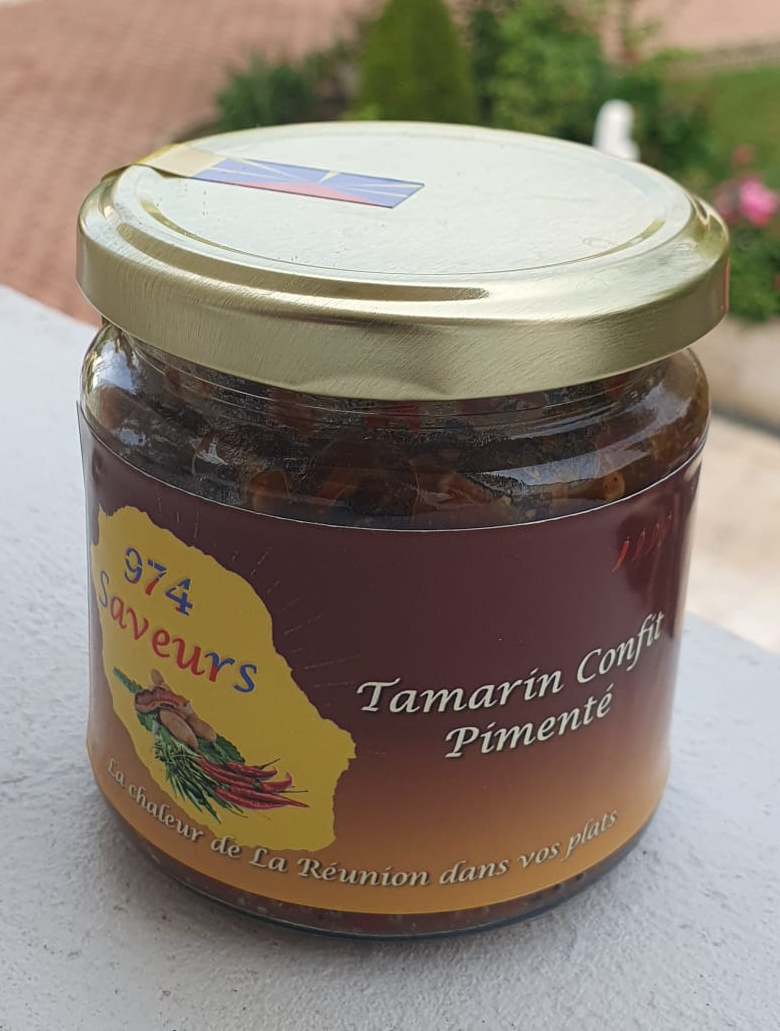 974
Saveurs
Tamarin Confit
Pimenté
La chaleur de La Réunion dans vos plats